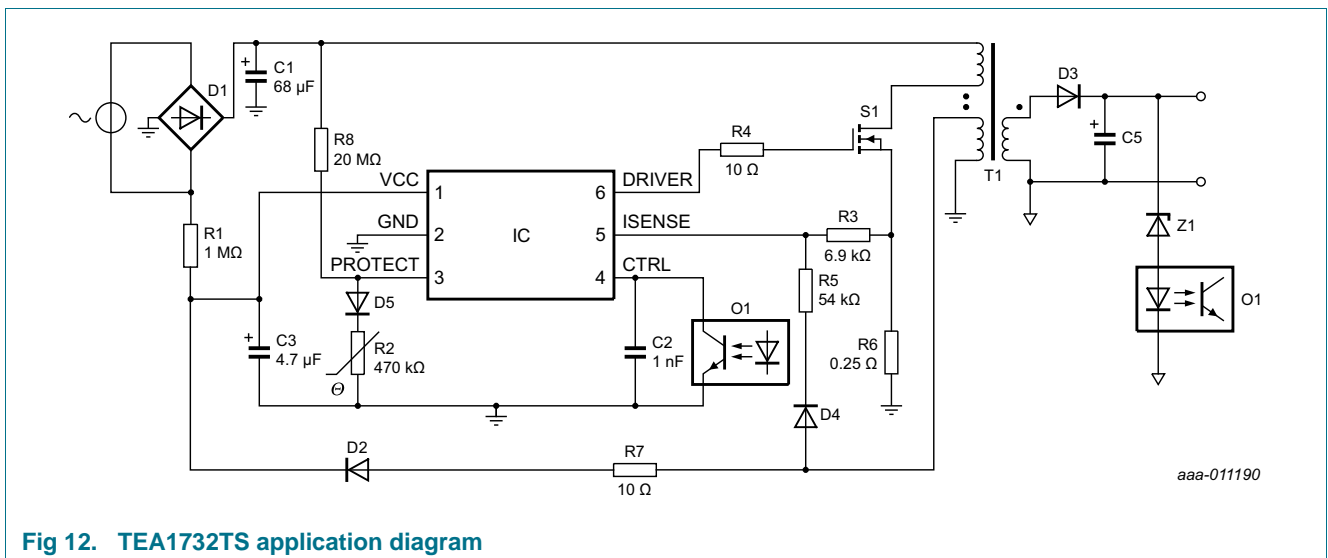 D1
+
C1
68 μF
R8
20 MΩ
R1
1 MΩ
VCC
GND
PROTECT
1
2
3
IC
6
5
4
DRIVER
ISENSE
CTRL
R4
10 Ω
S1
R3
6.9 kΩ
R5
54 kΩ
R6
0.25 Ω
T1
D3
+
C5
Z1
O1
D5
R2
470 kΩ
Θ
+
C3
4.7 μF
C2
1 nF
O1
D4
D2
R7
10 Ω
aaa-011190
Fig 12. TEA1732TS application diagram